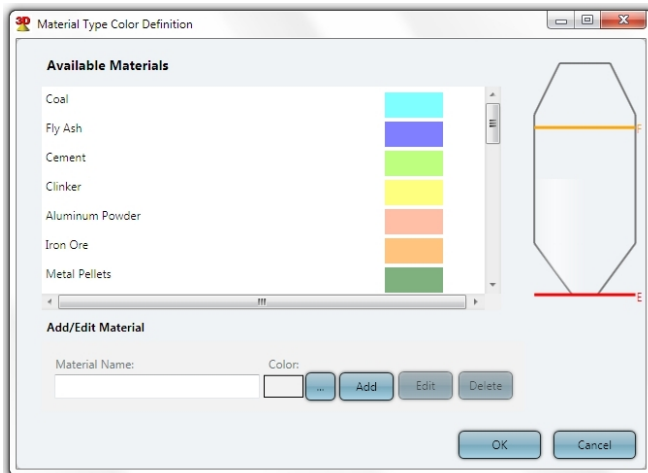 3D Material Type Color Definition
Available Materials
Coal
Fly Ash
Cement
Clinker
Aluminum Powder
Iron Ore
Metal Pellets
F
E
Add/Edit Material
Material Name:
Color:
... Add Edit Delete
OK Cancel